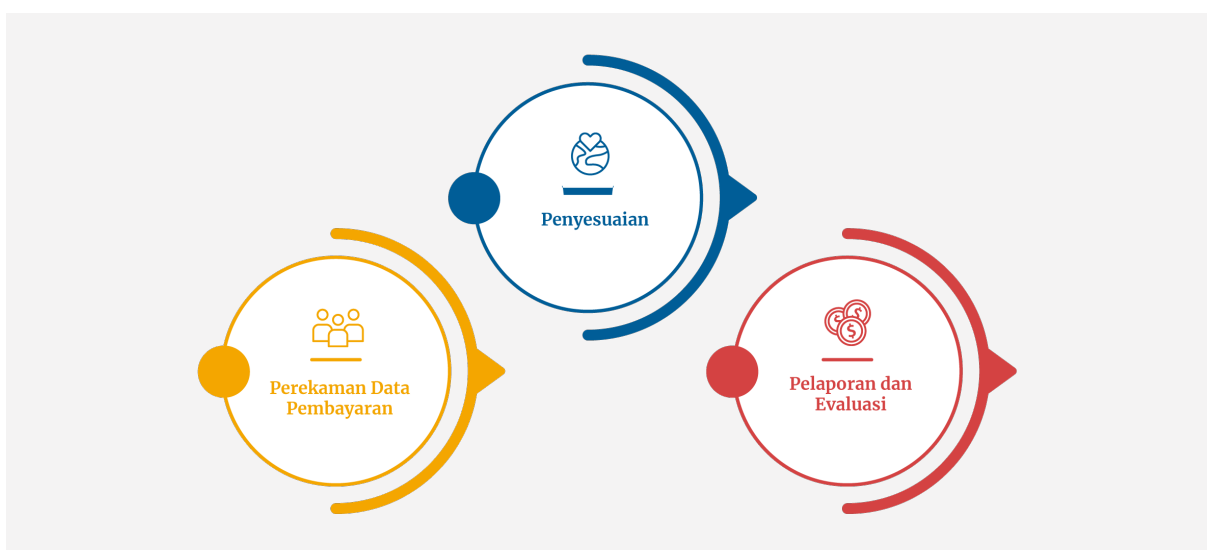 Perekaman Data
Pembayaran
Penyesuaian
Pelaporan dan
Evaluasi